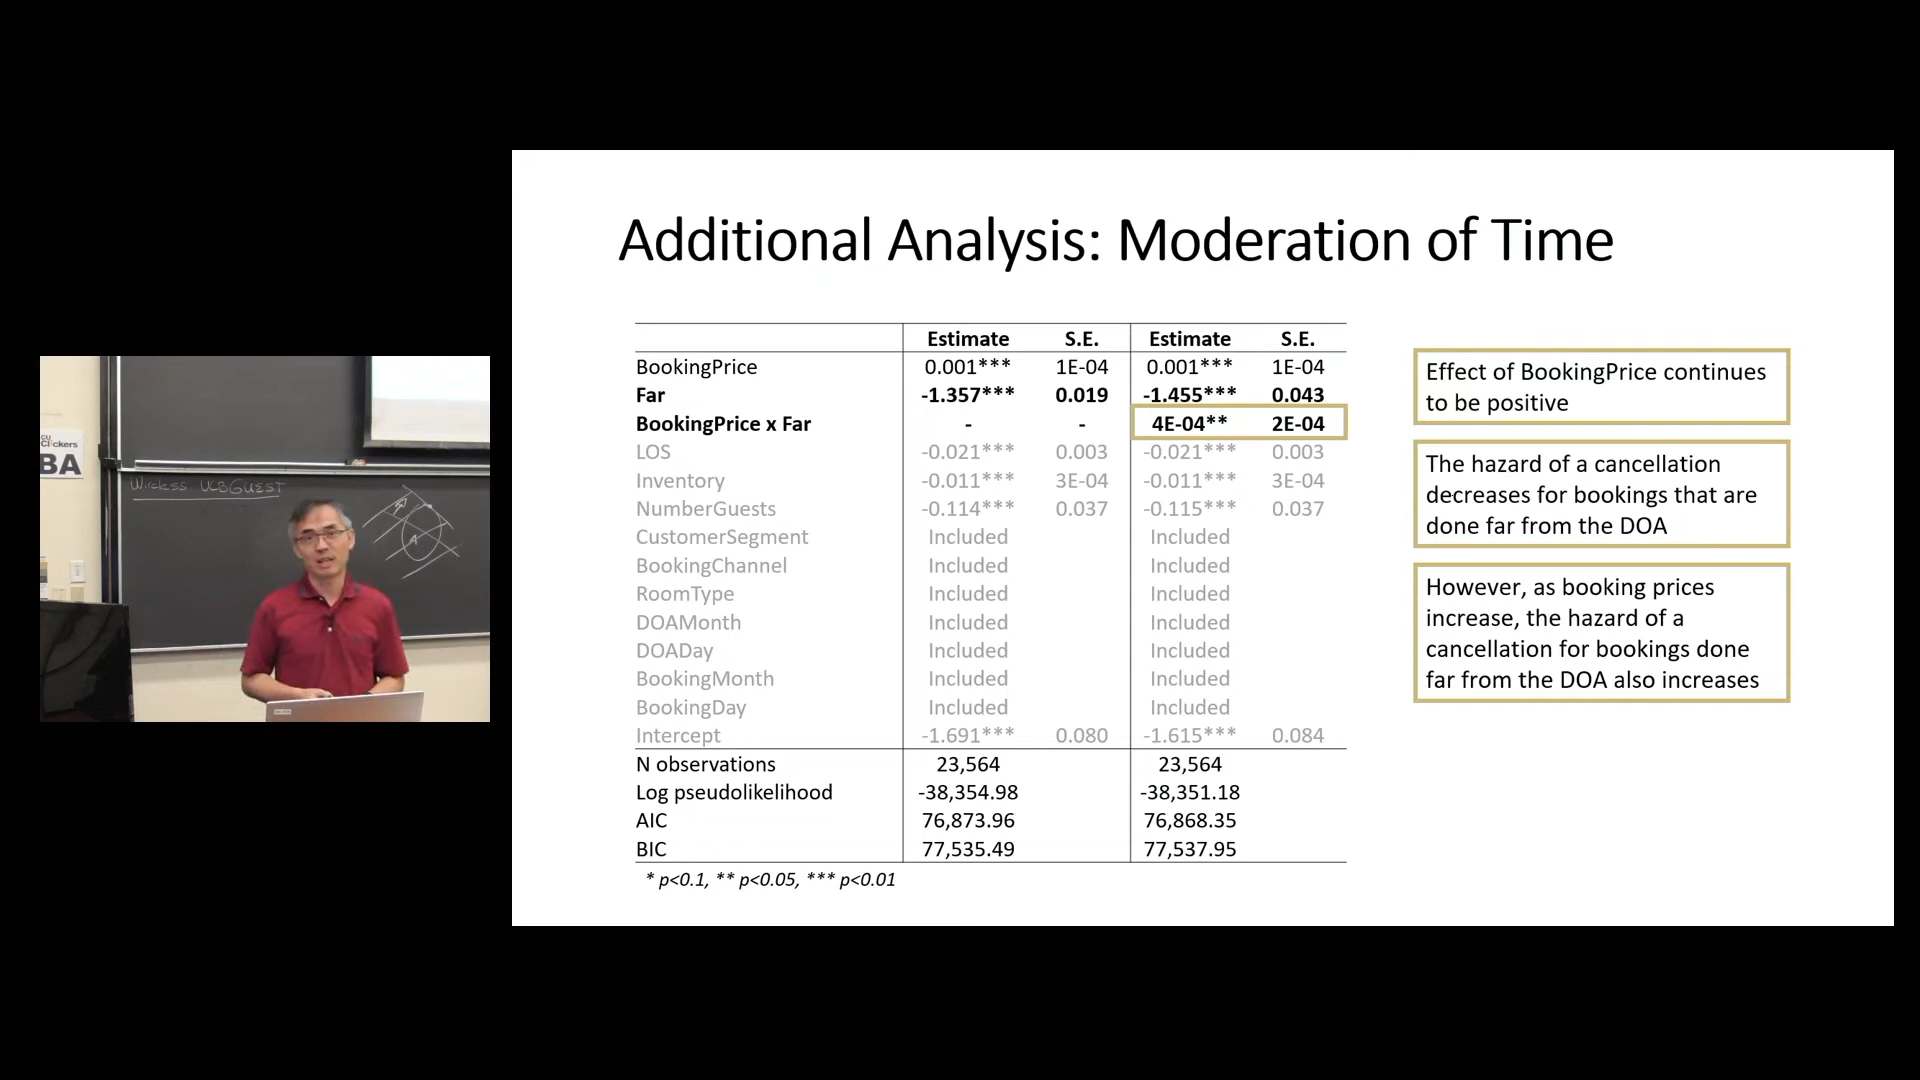 Additional Analysis: Moderation of Time
Estimate S.E. Estimate S.E.
BookingPrice 0.001*** 1E-04 0.001*** 1E-04
Far -1.357*** 0.019 -1.455*** 0.043
BookingPrice x Far - - 4E-04** 2E-04
LOS -0.021*** 0.003 -0.021*** 0.003
Inventory -0.011*** 3E-04 -0.011*** 3E-04
NumberGuests -0.114*** 0.037 -0.115*** 0.037
CustomerSegment Included Included
BookingChannel Included Included
RoomType Included Included
DOAMonth Included Included
DOADay Included Included
BookingMonth Included Included
BookingDay Included Included
Intercept -1.691*** 0.080 -1.615*** 0.084
N observations 23,564 23,564
Log pseudolikelihood -38,354.98 -38,351.18
AIC 76,873.96 76,868.35
BIC 77,535.49 77,537.95
* p<0.1, ** p<0.05, *** p<0.01
Effect of BookingPrice continues
to be positive
The hazard of a cancellation
decreases for bookings that are
done far from the DOA
However, as booking prices
increase, the hazard of a
cancellation for bookings done
far from the DOA also increases
CU
Clickers
BA
Wireless UCBGUEST
A